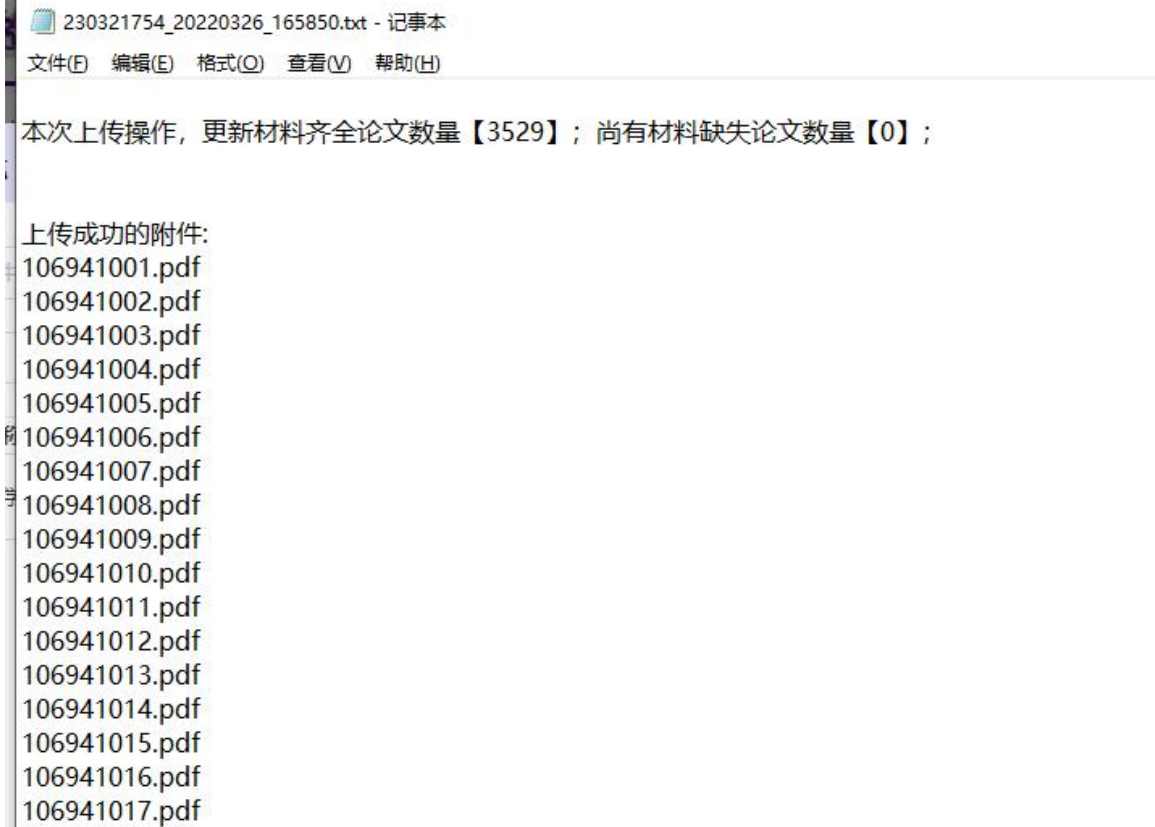 230321754_20220326_165850.txt - 记事本
文件(F) 编辑(E) 格式(O) 查看(V) 帮助(H)
本次上传操作，更新材料齐全论文数量【3529】；尚有材料缺失论文数量【0】；
上传成功的附件:
106941001.pdf
106941002.pdf
106941003.pdf
106941004.pdf
106941005.pdf
106941006.pdf
106941007.pdf
106941008.pdf
106941009.pdf
106941010.pdf
106941011.pdf
106941012.pdf
106941013.pdf
106941014.pdf
106941015.pdf
106941016.pdf
106941017.pdf